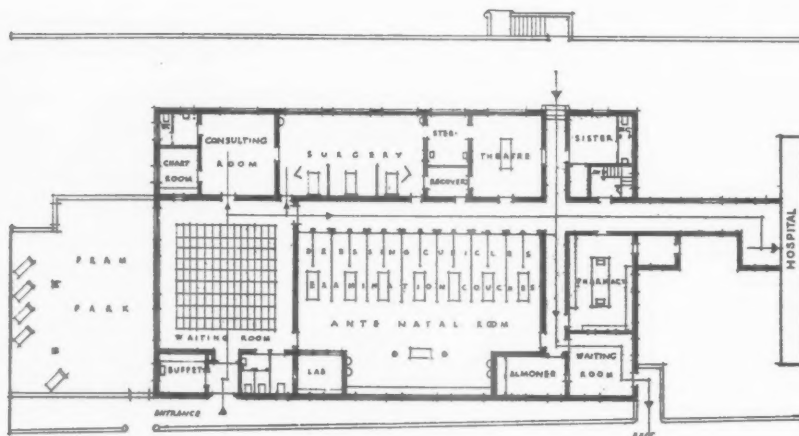 CONSULTING
ROOM
CHART
ROOM
SURGERY
STER-
RECOVERY
THEATRE
SISTER
HOSPITAL
PRAM
PARK
DRESSING CUBICLES
EXAMINATION COUCHES
ANTE NATAL ROOM
PHARMACY
WAITING ROOM
BUFFET
LAB
ALMONER
WAITING
ROOM
ENTRANCE